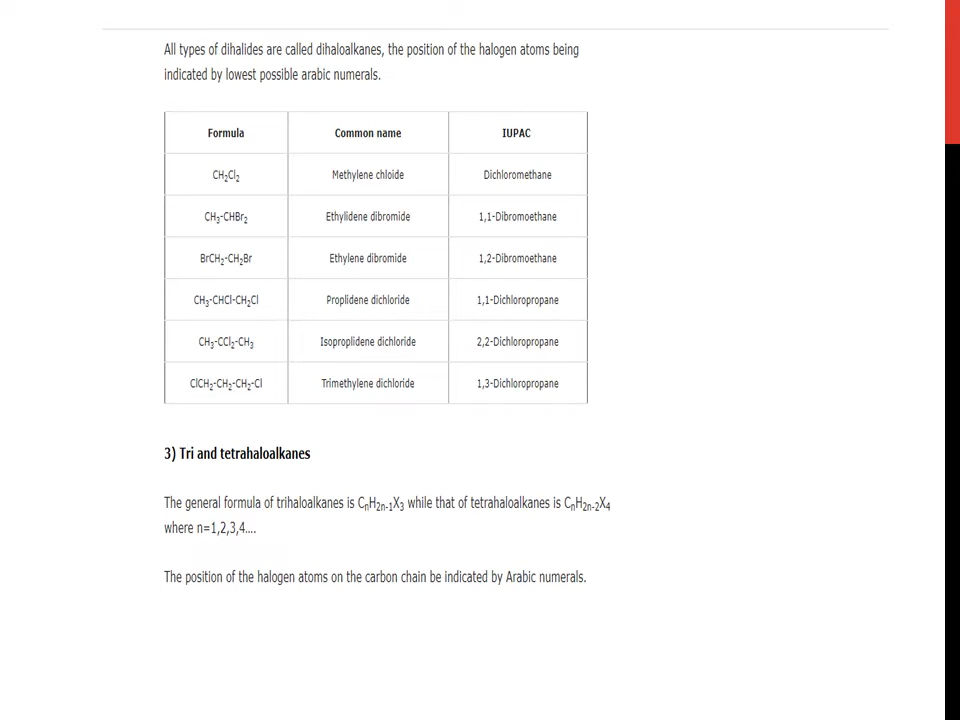 All types of dihalides are called dihaloalkanes, the position of the halogen atoms being
indicated by lowest possible arabic numerals.
Formula Common name IUPAC
CH₂Cl₂ Methylene chloide Dichloromethane
CH₃-CHBr₂ Ethylidene dibromide 1,1-Dibromoethane
BrCH₂-CH₂Br Ethylene dibromide 1,2-Dibromoethane
CH₃-CHCl-CH₂Cl Proplidene dichloride 1,1-Dichloropropane
CH₃-CCl₂-CH₃ Isoproplidene dichloride 2,2-Dichloropropane
ClCH₂-CH₂-CH₂-Cl Trimethylene dichloride 1,3-Dichloropropane
3) Tri and tetrahaloalkanes
The general formula of trihaloalkanes is CₙH₂ₙ₋₁X₃ while that of tetrahaloalkanes is CₙH₂ₙ₋₂X₄
where n=1,2,3,4....
The position of the halogen atoms on the carbon chain be indicated by Arabic numerals.